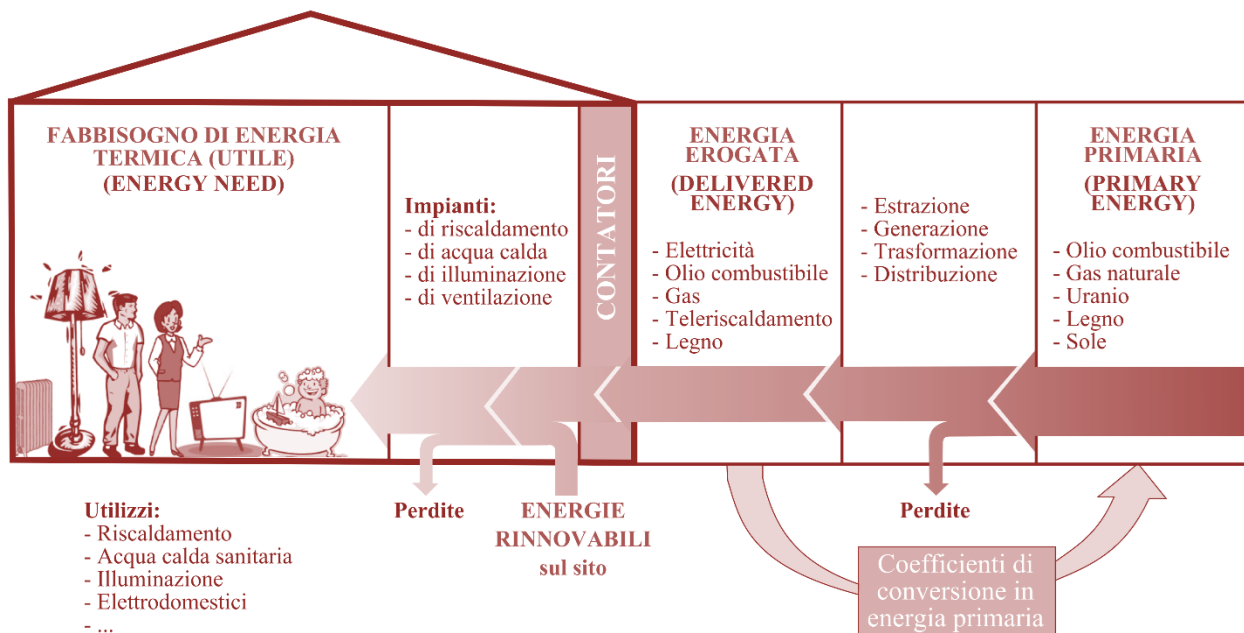 FABBISOGNO DI ENERGIA
TERMICA (UTILE)
(ENERGY NEED)
Impianti:
- di riscaldamento
- di acqua calda
- di illuminazione
- di ventilazione
CONTATORI
ENERGIA
EROGATA
(DELIVERED
ENERGY)
- Elettricità
- Olio combustibile
- Gas
- Teleriscaldamento
- Legno
- Estrazione
- Generazione
- Trasformazione
- Distribuzione
ENERGIA
PRIMARIA
(PRIMARY
ENERGY)
- Olio combustibile
- Gas naturale
- Uranio
- Legno
- Sole
Utilizzi:
- Riscaldamento
- Acqua calda sanitaria
- Illuminazione
- Elettrodomestici
- ...
Perdite
ENERGIE
RINNOVABILI
sul sito
Perdite
Coefficienti di
conversione in
energia primaria